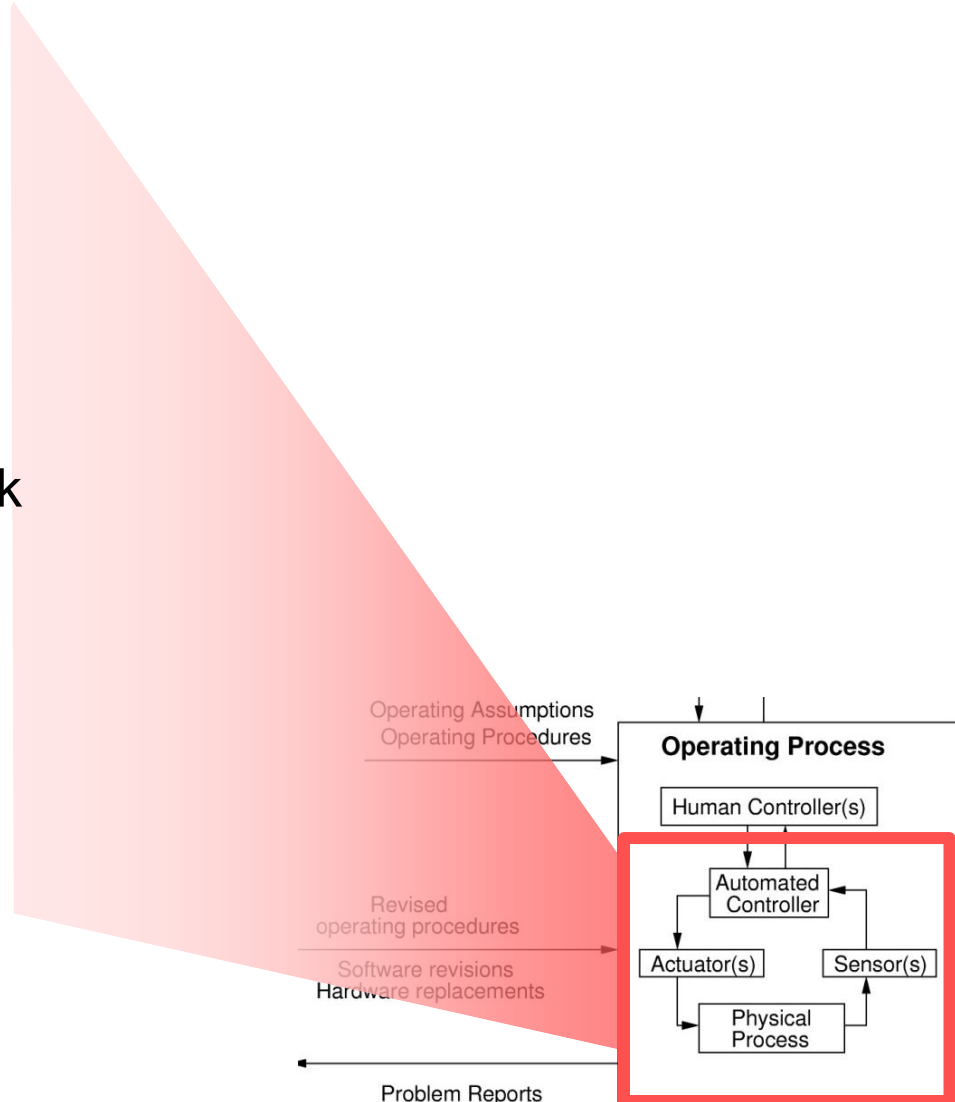 k
Operating Assumptions
Operating Procedures
Operating Process
Human Controller(s)
Automated
Controller
Revised
operating procedures
Actuator(s)
Sensor(s)
Software revisions
Hardware replacements
Physical
Process
Problem Reports